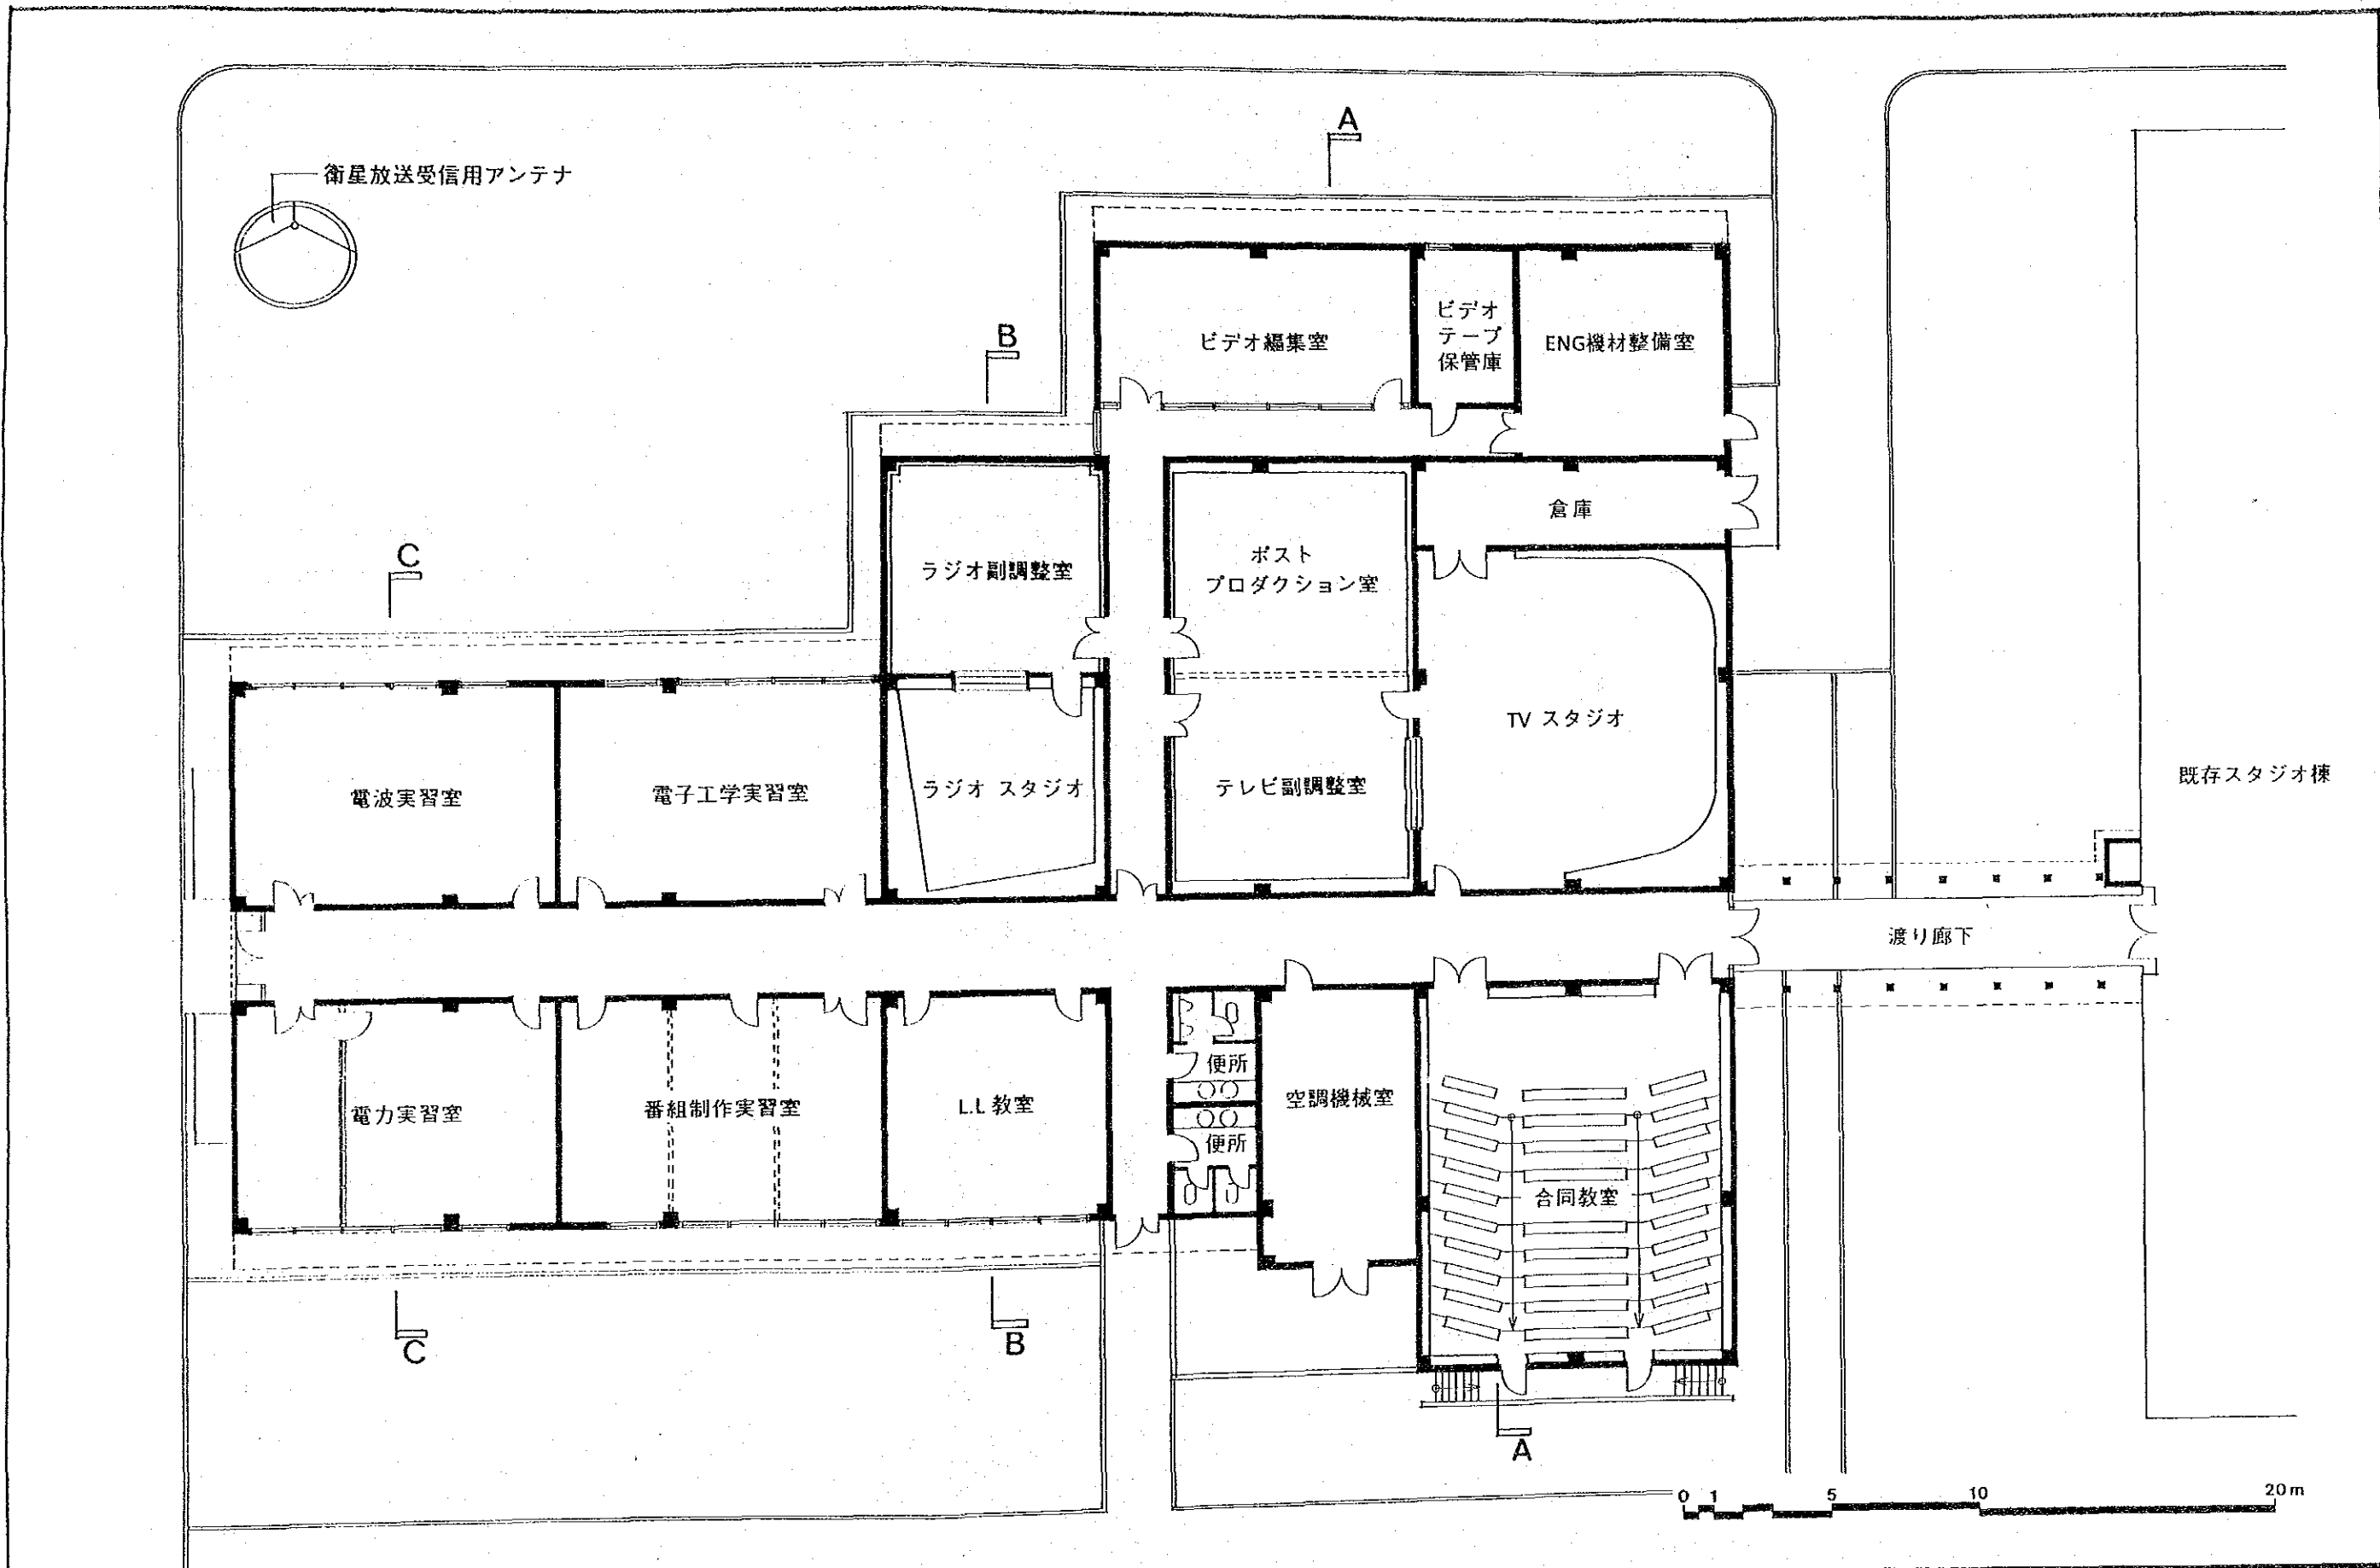 A
衛星放送受信用アンテナ
B
ビデオ編集室
ビデオ
テープ
保管庫
ENG機材整備室
倉庫
C
ラジオ副調整室
ポスト
プロダクション室
TV スタジオ
電波実習室
電子工学実習室
ラジオ スタジオ
テレビ副調整室
既存スタジオ棟
渡り廊下
電力実習室
番組制作実習室
L.L 教室
便所
便所
空調機械室
合同教室
C
B
A
0 1 5 10 20 m